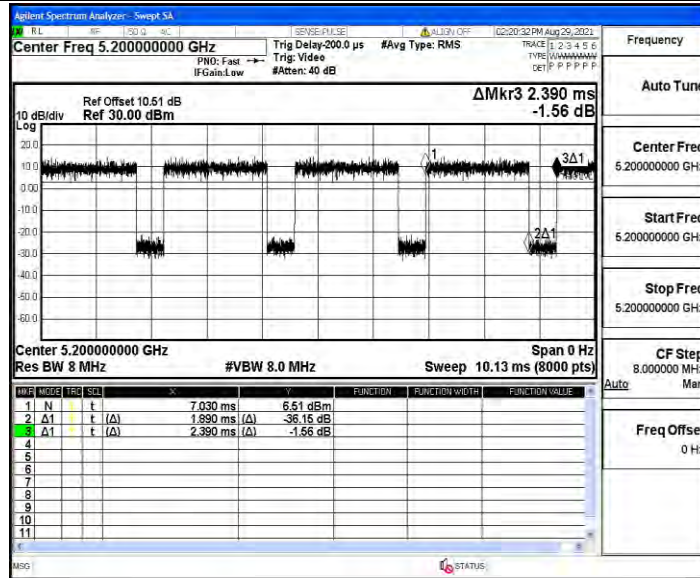 Agilent Spectrum Analyzer - Swept SA
RL RF 50 Ω AC SENSE:PULSE ALIGN OFF 02:20:32 PM Aug 29, 2021
Center Freq 5.200000000 GHz
PNO: Fast
IFGain:Low
Trig Delay-200.0 µs
Trig: Video
#Atten: 40 dB
#Avg Type: RMS
TRACE 1 2 3 4 5 6
TYPE WWWWWW
DET P P P P P P
ΔMkr3 2.390 ms
-1.56 dB
Ref Offset 10.51 dB
10 dB/div Ref 30.00 dBm
Log
20.0
10.0
0.00
-10.0
-20.0
-30.0
-40.0
-50.0
-60.0
1
3Δ1
2Δ1
Center 5.200000000 GHz Span 0 Hz
Res BW 8 MHz #VBW 8.0 MHz Sweep 10.13 ms (8000 pts)
MKR MODE TRC SCL X Y FUNCTION FUNCTION WIDTH FUNCTION VALUE
1 N t 7.030 ms 6.51 dBm
2 Δ1 t (Δ) 1.890 ms (Δ) -36.15 dB
3 Δ1 t (Δ) 2.390 ms (Δ) -1.56 dB
4
5
6
7
8
9
10
11
MSG STATUS
Frequency
Auto Tune
Center Freq
5.200000000 GHz
Start Freq
5.200000000 GHz
Stop Freq
5.200000000 GHz
CF Step
8.000000 MHz
Auto Man
Freq Offset
0 Hz